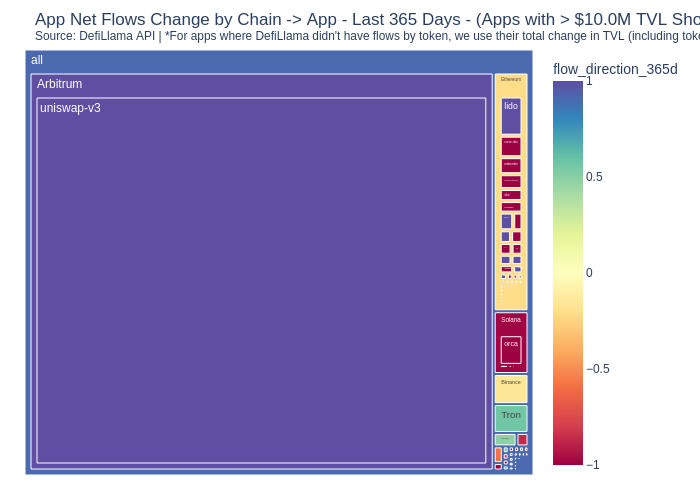 App Net Flows Change by Chain -> App - Last 365 Days - (Apps with > $10.0M TVL Sho
Source: DefiLlama API | *For apps where DefiLlama didn't have flows by token, we use their total change in TVL (including toke
all
Arbitrum
uniswap-v3
Ethereum
lido
Solana
orca
Binance
Tron
flow_direction_365d
1
0.5
0
−0.5
−1